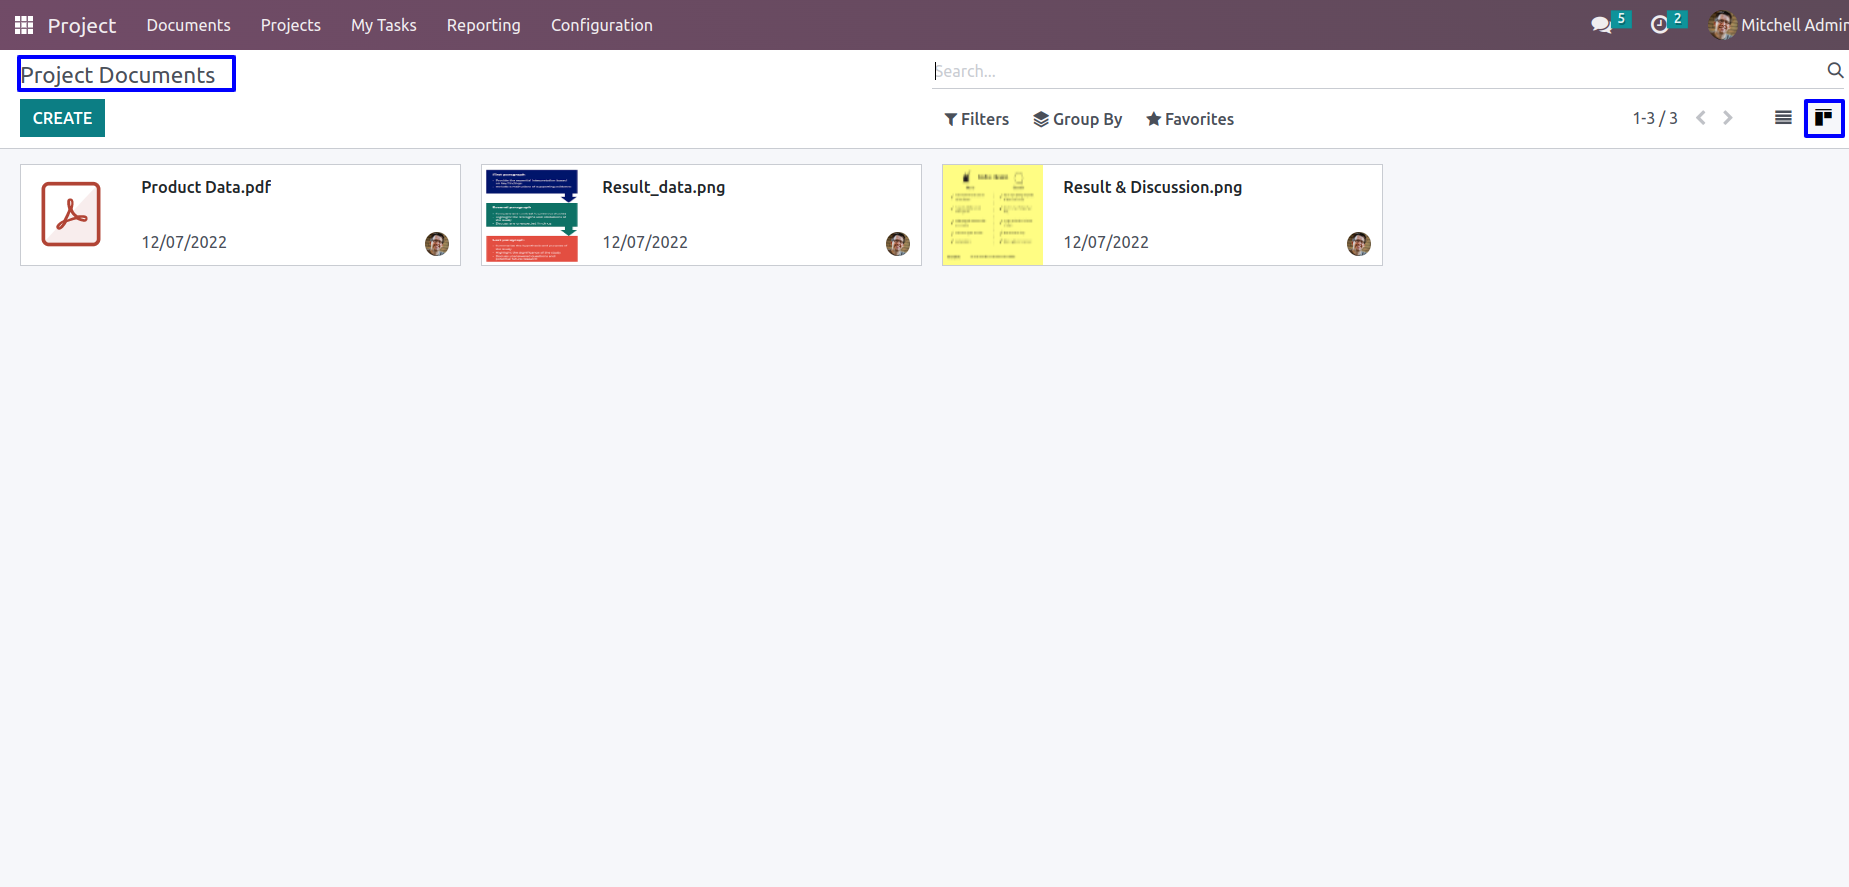 Project Documents Projects My Tasks Reporting Configuration 5 2 Mitchell Admin
Project Documents
Search...
CREATE
Filters Group By Favorites
1-3 / 3
Product Data.pdf
12/07/2022
Result_data.png
12/07/2022
Result & Discussion.png
12/07/2022